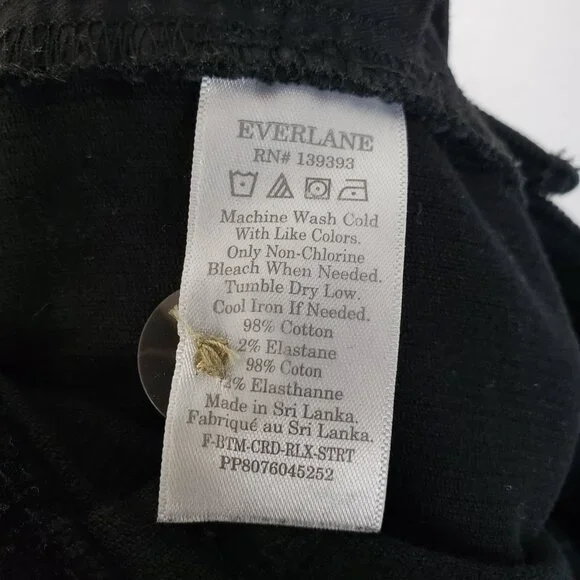 EVERLANE
RN# 139393
Machine Wash Cold
With Like Colors.
Only Non-Chlorine
Bleach When Needed.
Tumble Dry Low.
Cool Iron If Needed.
98% Cotton
2% Elastane
98% Coton
2% Elasthanne
Made in Sri Lanka.
Fabriqué au Sri Lanka.
F-BTM-CRD-RLX-STRT
PP8076045252